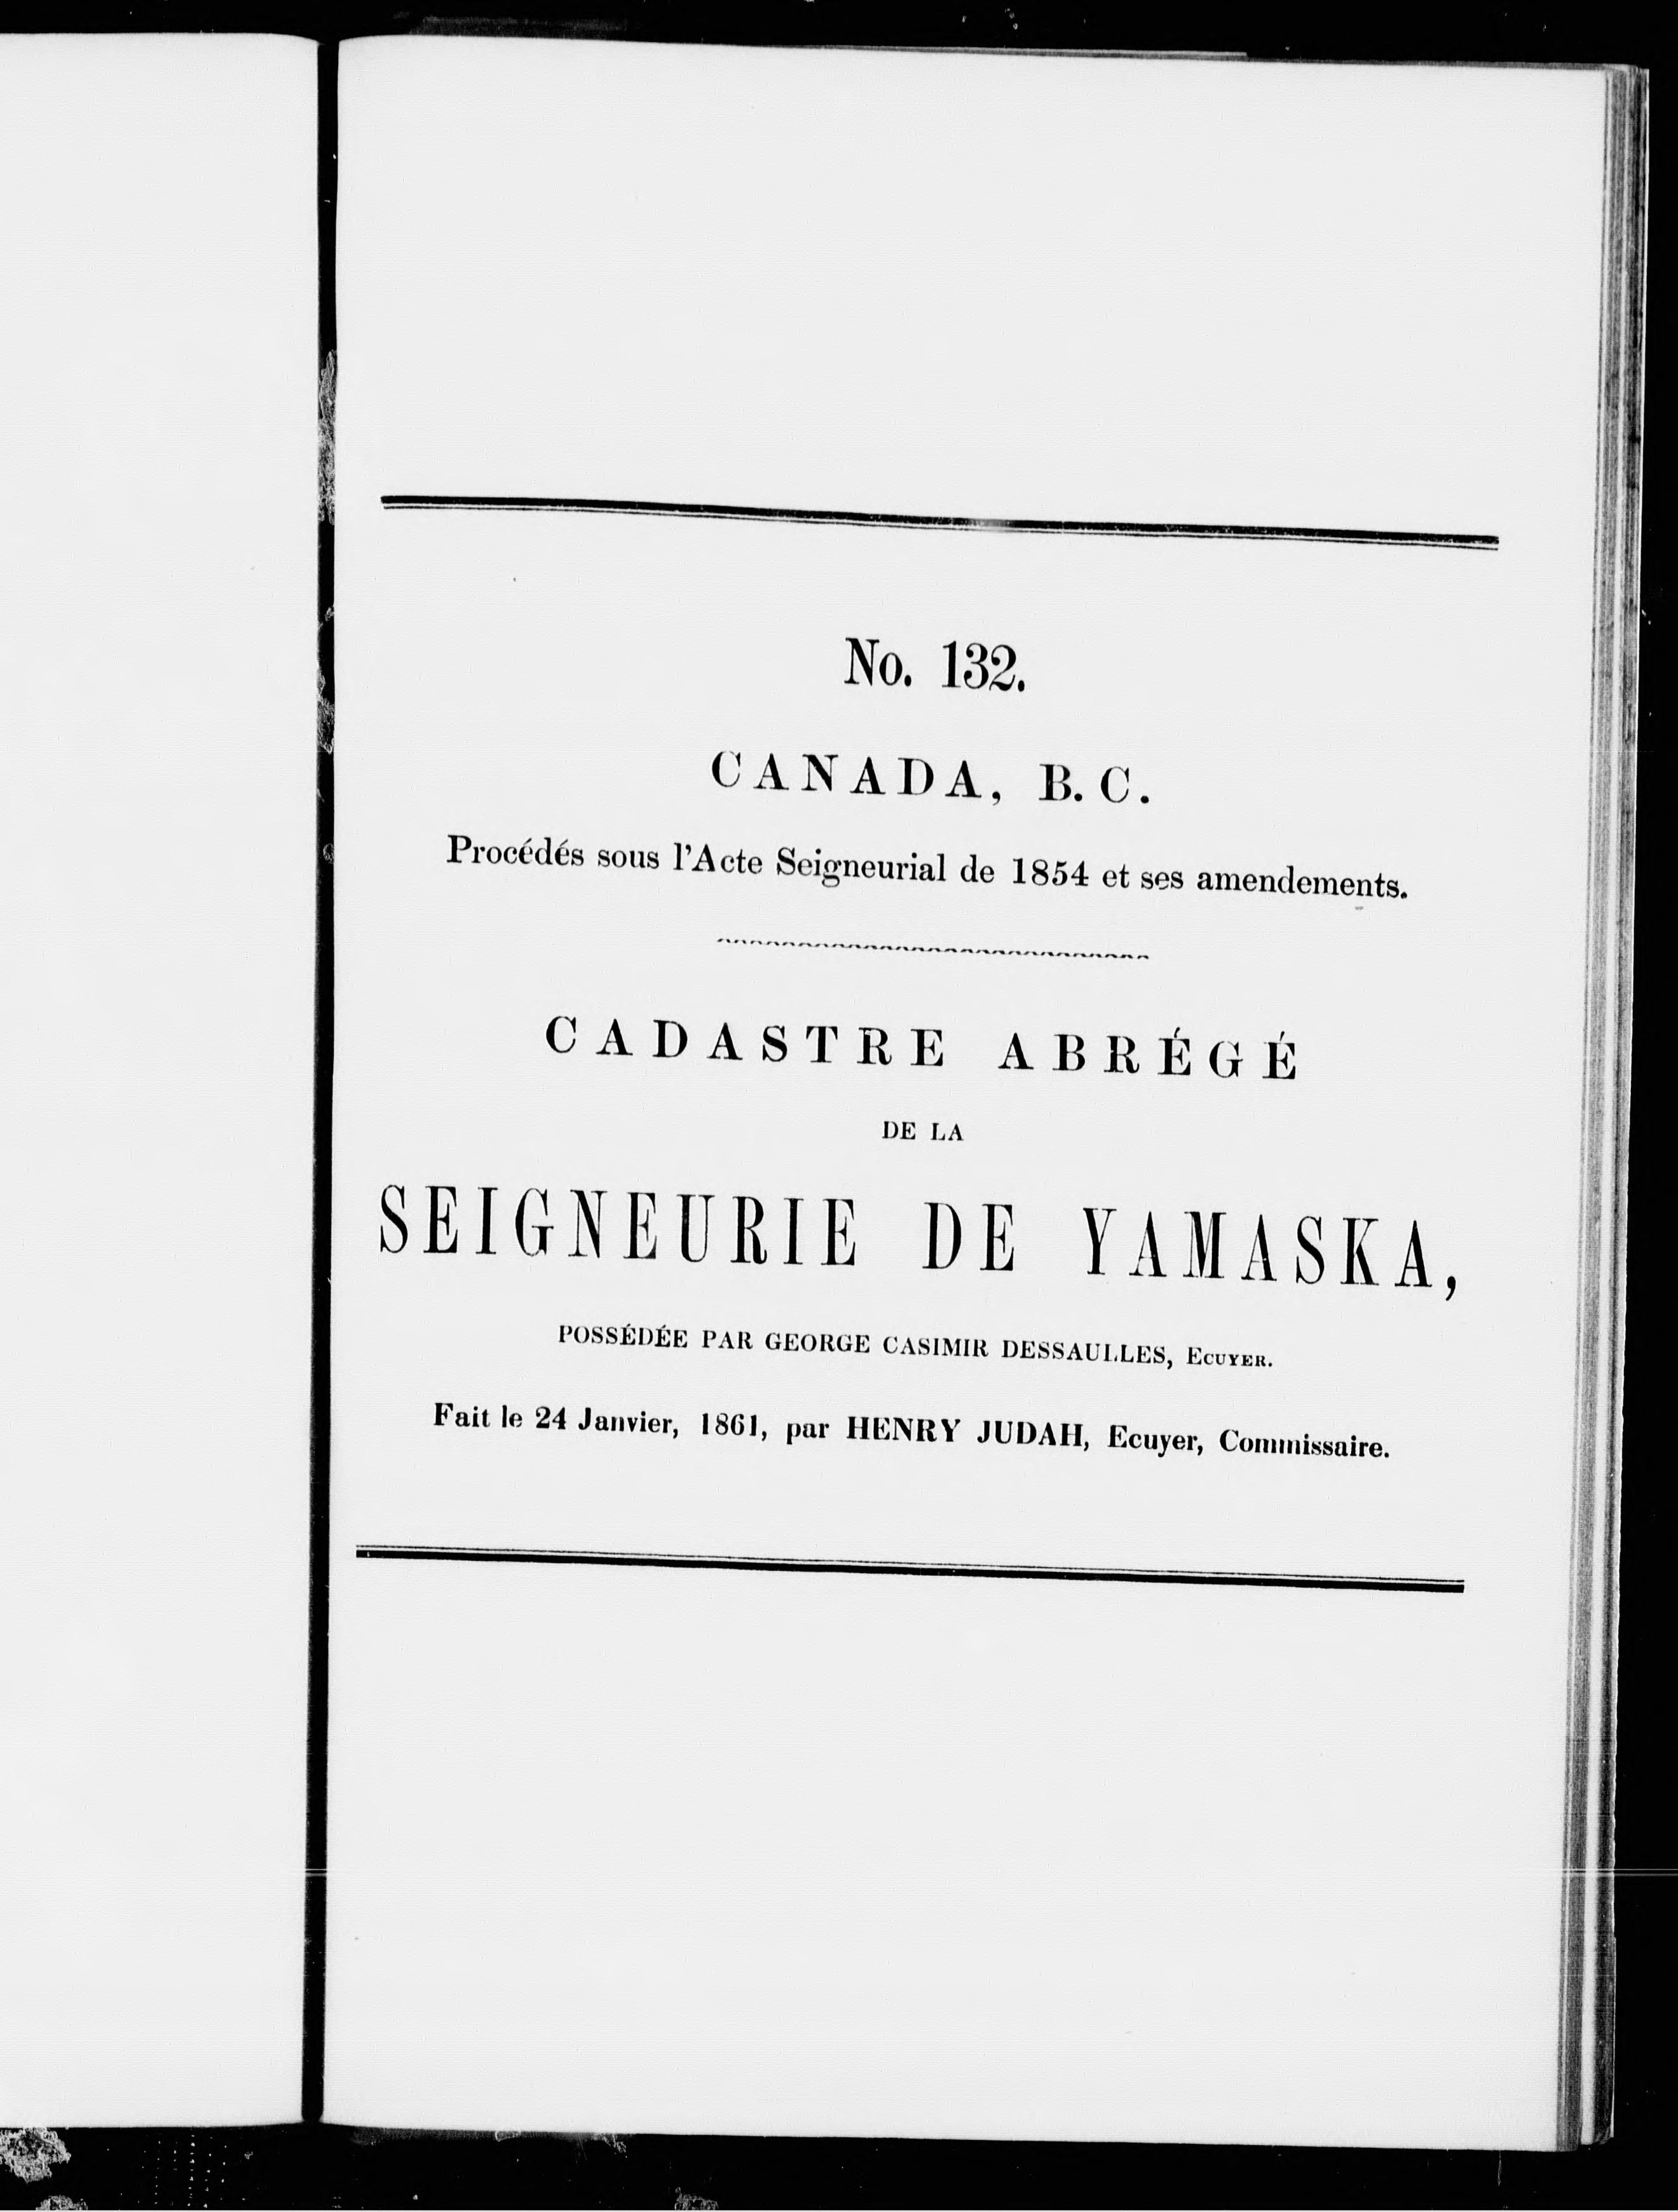 No. 132.
CANADA, B. C.
Procédés sous l'Acte Seigneurial de 1854 et ses amendements.
CADASTRE ABRÉGÉ
DE LA
SEIGNEURIE DE YAMASKA,
POSSÉDÉE PAR GEORGE CASIMIR DESSAULLES, ECUYER.
Fait le 24 Janvier, 1861, par HENRY JUDAH, Ecuyer, Commissaire.